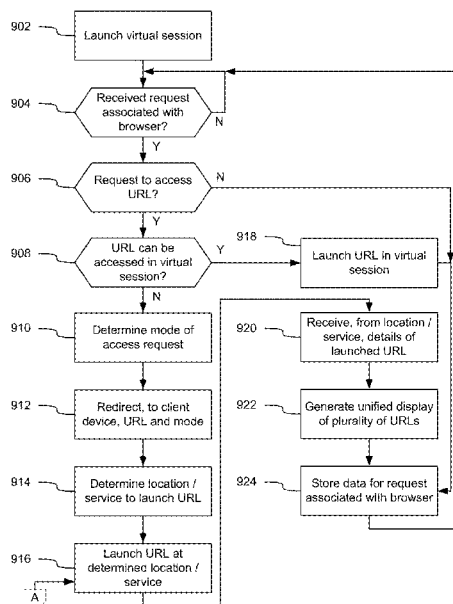 902
Launch virtual session
904
Received request
associated with
browser?
N
Y
906
Request to access
URL?
N
Y
908
URL can be
accessed in virtual
session?
Y
N
918
Launch URL in virtual
session
910
Determine mode of
access request
920
Receive, from location /
service, details of
launched URL
912
Redirect, to client
device, URL and mode
922
Generate unified display
of plurality of URLs
914
Determine location /
service to launch URL
924
Store data for request
associated with browser
916
Launch URL at
determined location /
service
A